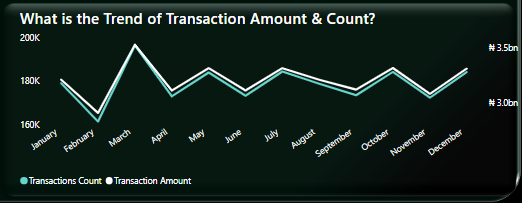 What is the Trend of Transaction Amount & Count?
200K
180K
160K
₦ 3.5bn
₦ 3.0bn
January
February
March
April
May
June
July
August
September
October
November
December
Transactions Count
Transaction Amount